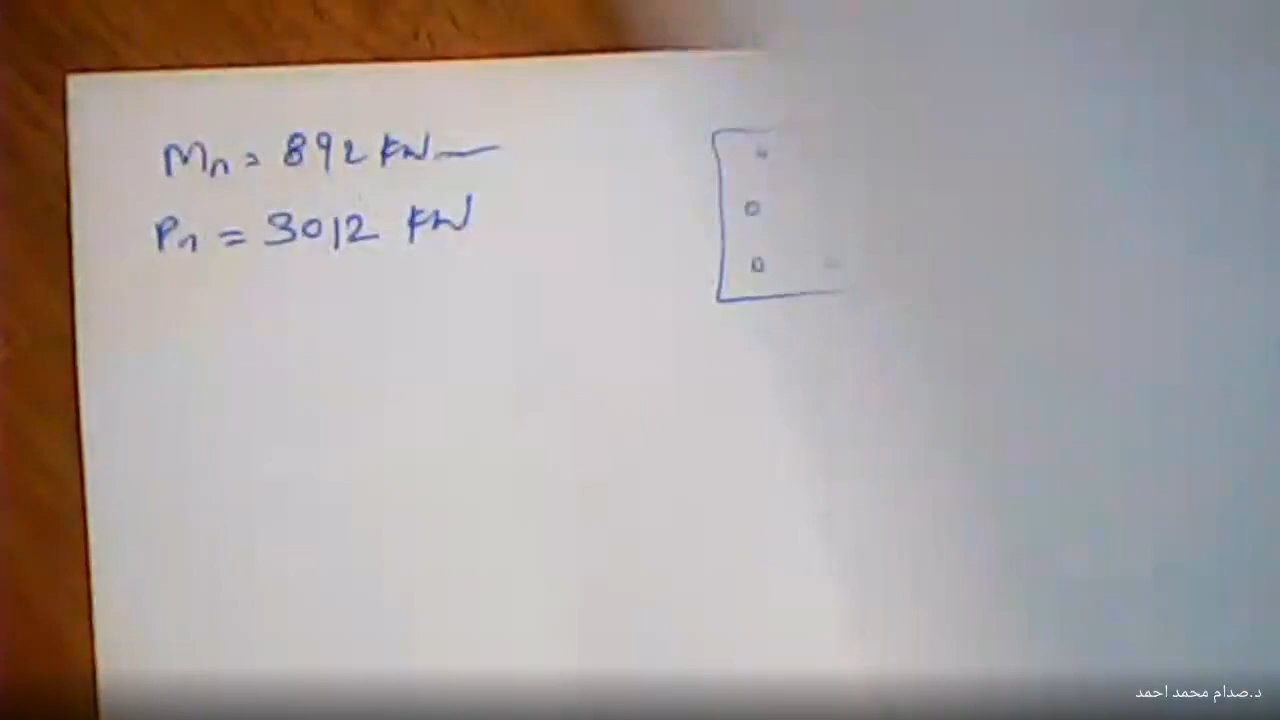 Mn = 892 kN—
Pn = 3012 kN
د.صدام محمد احمد